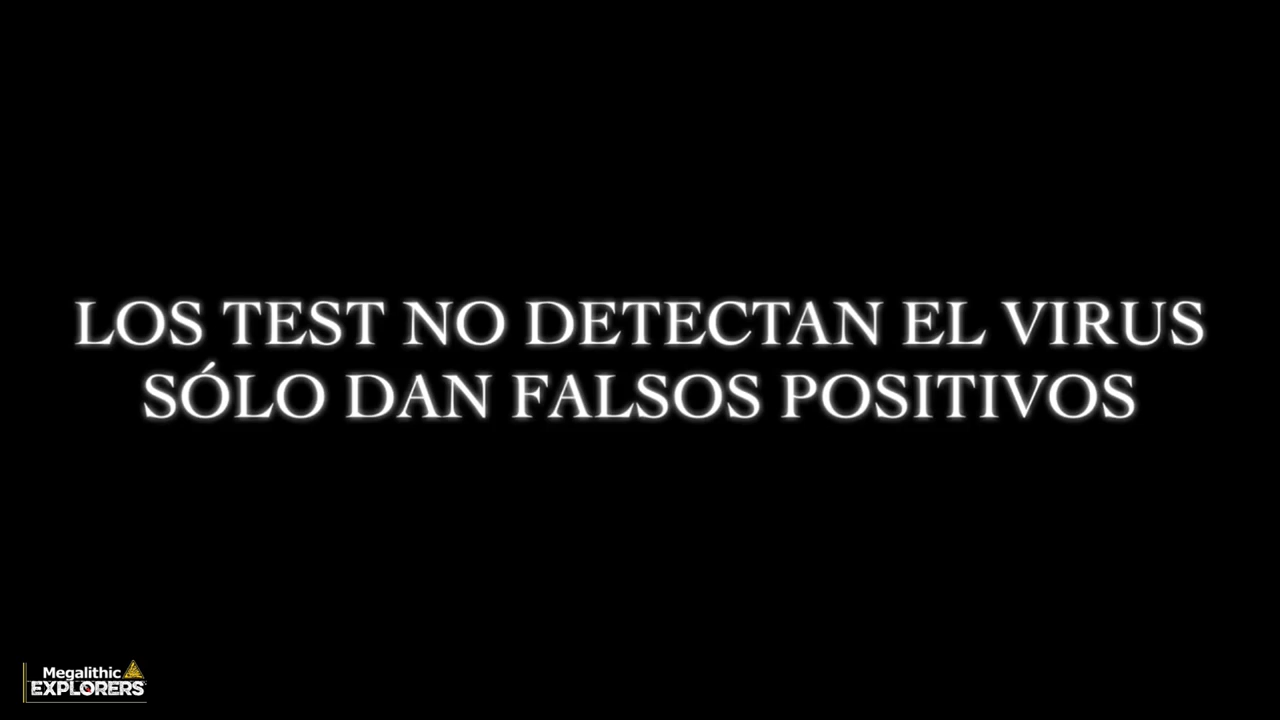 LOS TEST NO DETECTAN EL VIRUS
SÓLO DAN FALSOS POSITIVOS
Megalithic
EXPLORERS